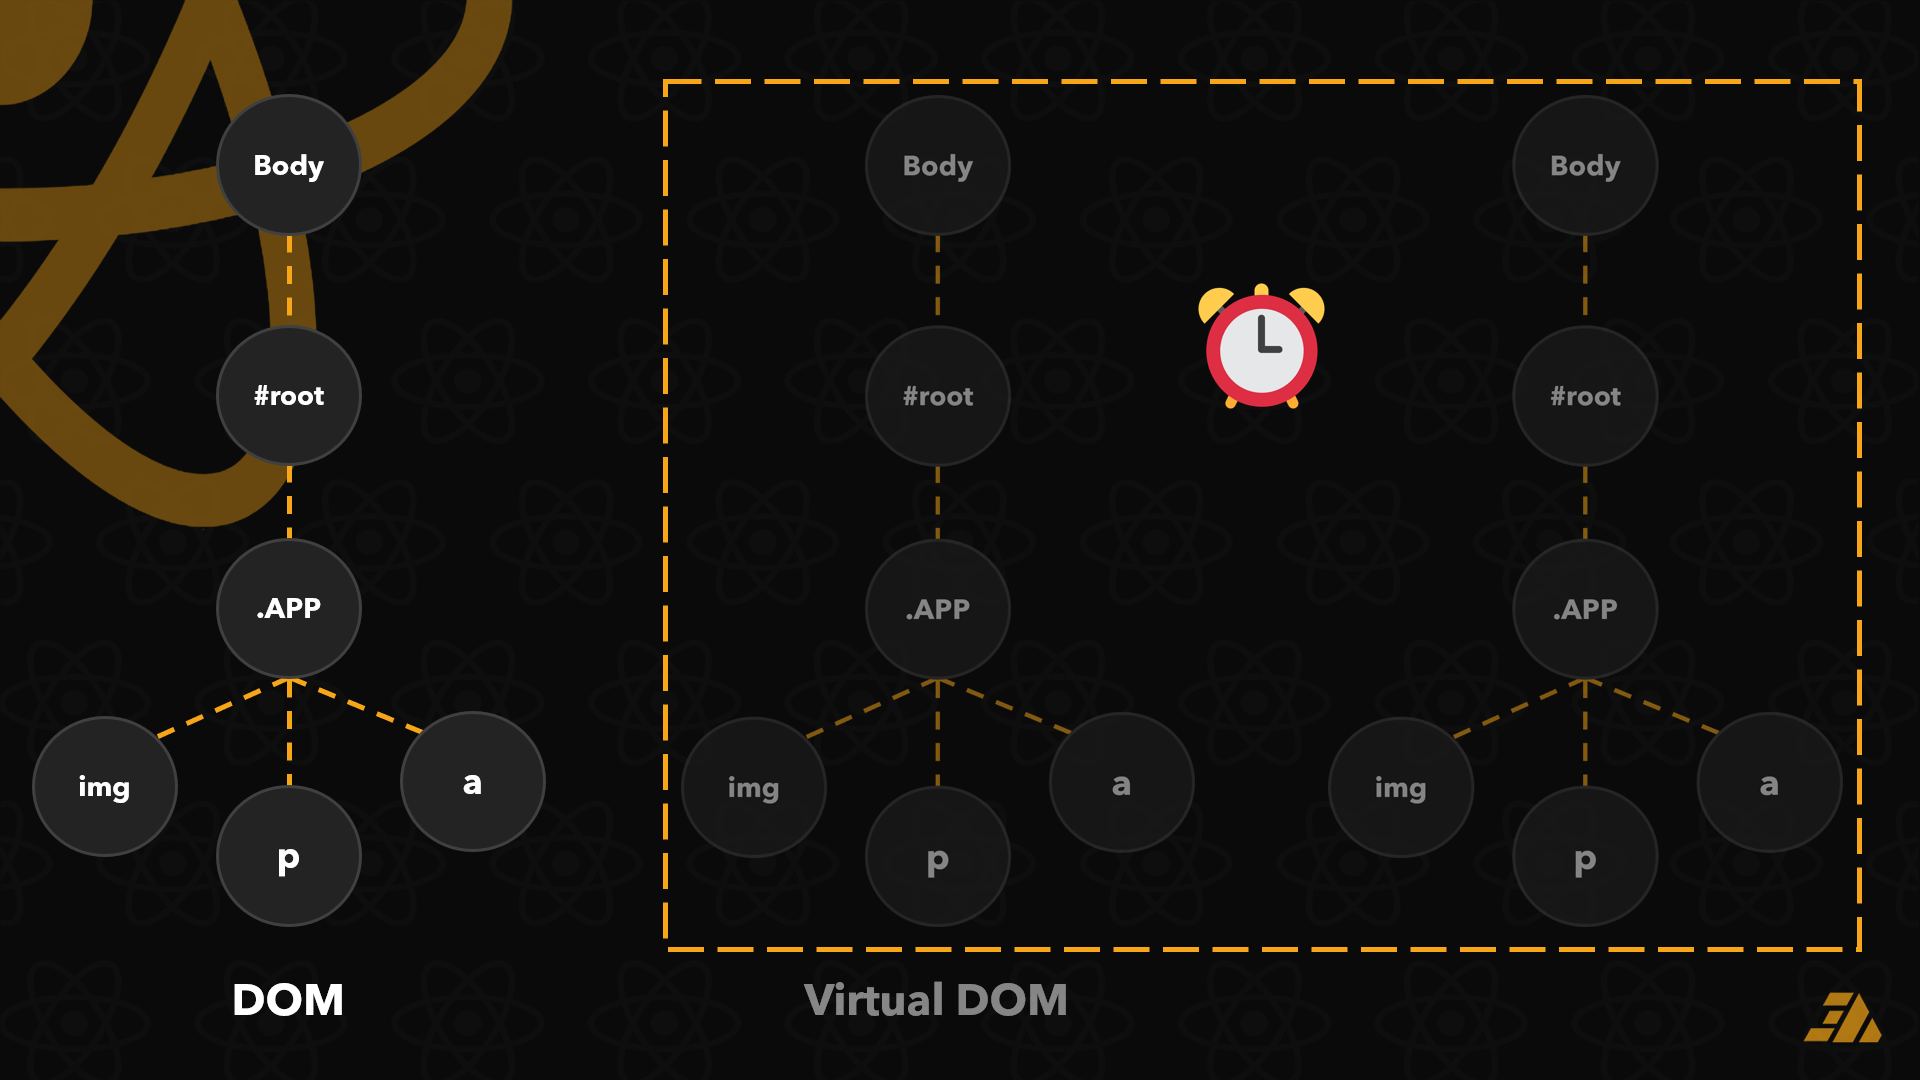 Body
#root
.APP
img
p
a
DOM
Body
#root
.APP
img
p
a
Virtual DOM
Body
#root
.APP
img
p
a